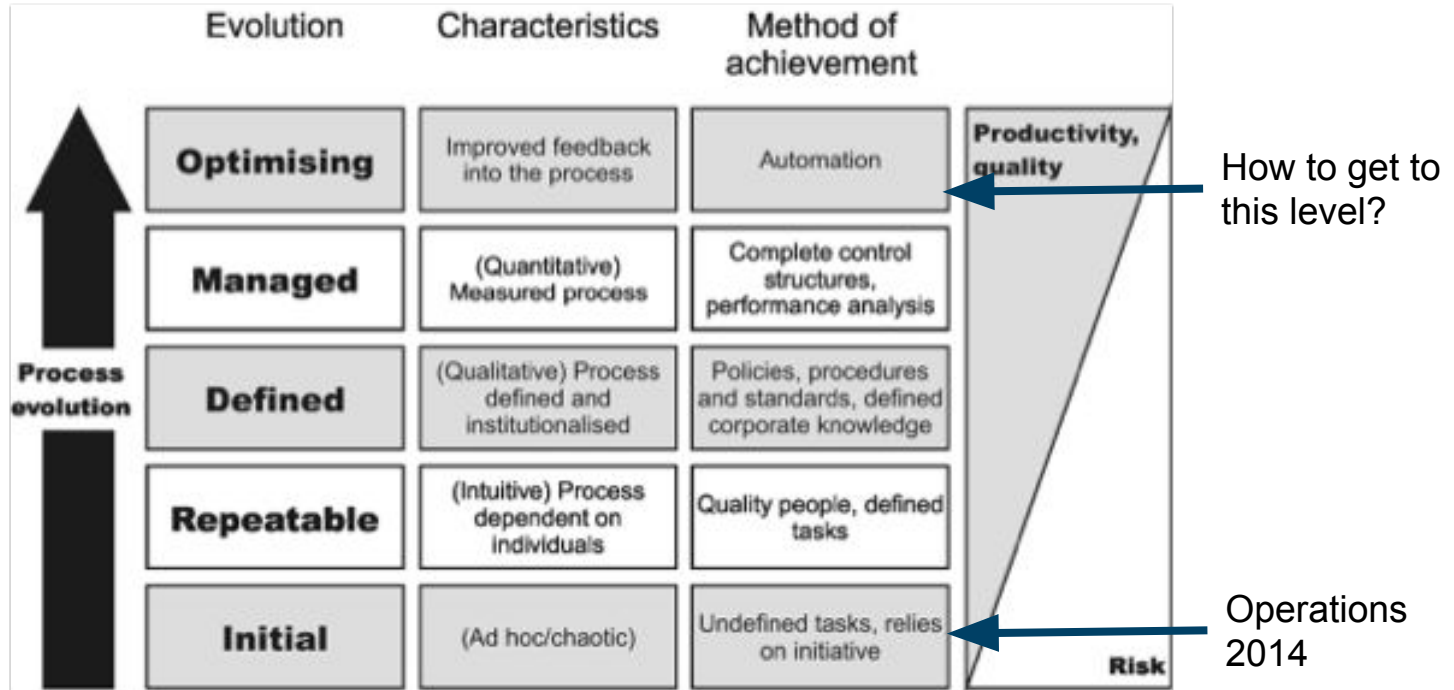 Evolution
Characteristics
Method of
achievement
Process
evolution
Optimising
Improved feedback
into the process
Automation
Productivity,
quality
How to get to
this level?
Managed
(Quantitative)
Measured process
Complete control
structures,
performance analysis
Defined
(Qualitative) Process
defined and
institutionalised
Policies, procedures
and standards, defined
corporate knowledge
Repeatable
(Intuitive) Process
dependent on
individuals
Quality people, defined
tasks
Initial
(Ad hoc/chaotic)
Undefined tasks, relies
on initiative
Risk
Operations
2014